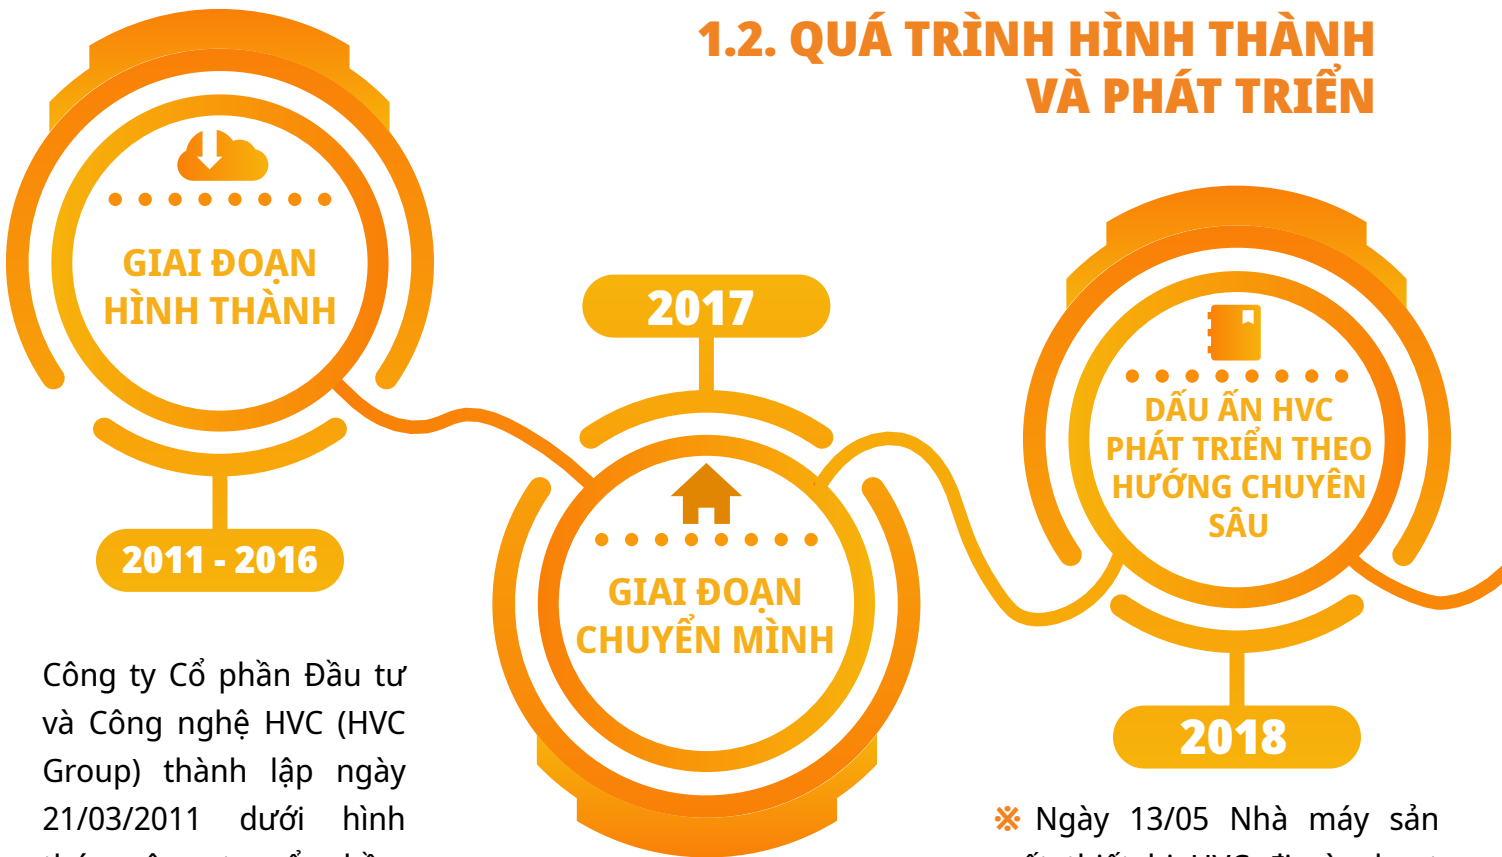 1.2. QUÁ TRÌNH HÌNH THÀNH
VÀ PHÁT TRIỂN
GIAI ĐOẠN
HÌNH THÀNH
2011 - 2016
Công ty Cổ phần Đầu tư
và Công nghệ HVC (HVC
Group) thành lập ngày
21/03/2011 dưới hình
2017
GIAI ĐOẠN
CHUYỂN MÌNH
DẤU ẤN HVC
PHÁT TRIỂN THEO
HƯỚNG CHUYÊN
SÂU
2018
※ Ngày 13/05 Nhà máy sản